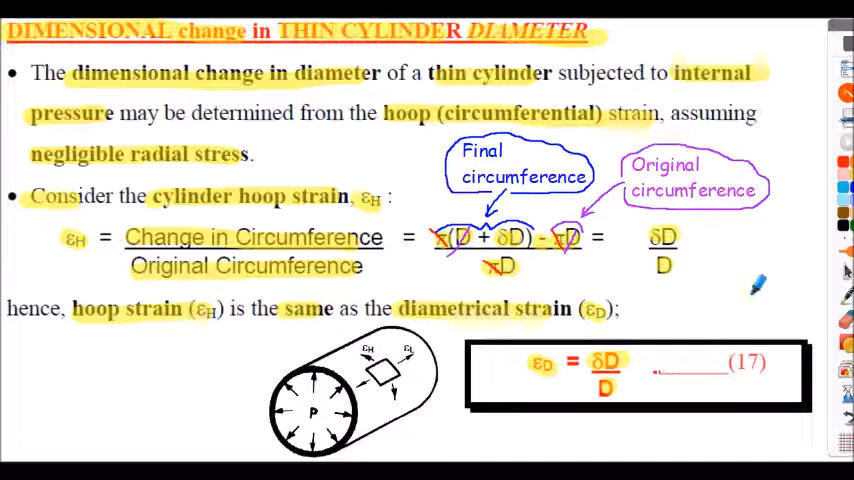 DIMENSIONAL change in THIN CYLINDER DIAMETER
• The dimensional change in diameter of a thin cylinder subjected to internal
pressure may be determined from the hoop (circumferential) strain, assuming
negligible radial stress.
Final
circumference
Original
circumference
• Consider the cylinder hoop strain, εH :
εH = Change in Circumference = π(D + δD) - πD = δD
Original Circumference πD D
hence, hoop strain (εH) is the same as the diametrical strain (εD);
εH εL
P
εD = δD ______(17)
D